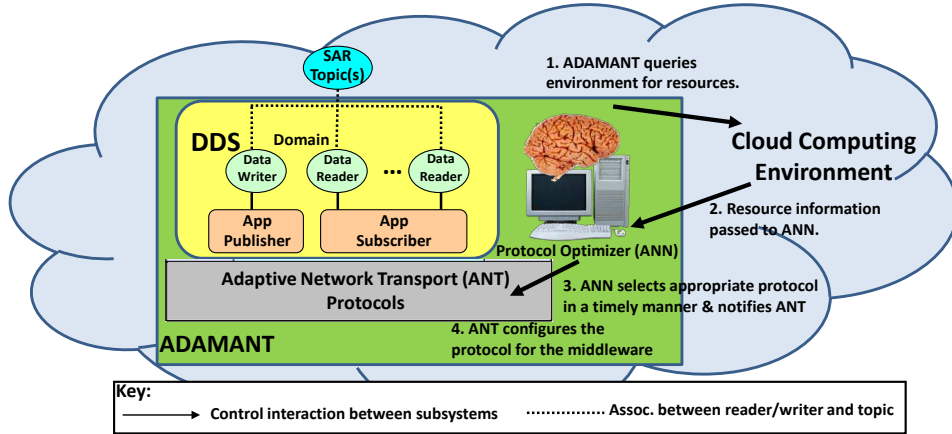 SAR
Topic(s)
1. ADAMANT queries
environment for resources.
DDS
Domain
Data
Writer
Data
Reader
...
Data
Reader
Cloud Computing
Environment
App
Publisher
App
Subscriber
2. Resource information
passed to ANN.
Protocol Optimizer (ANN)
Adaptive Network Transport (ANT)
Protocols
3. ANN selects appropriate protocol
in a timely manner & notifies ANT
4. ANT configures the
protocol for the middleware
ADAMANT
Key:
Control interaction between subsystems
Assoc. between reader/writer and topic